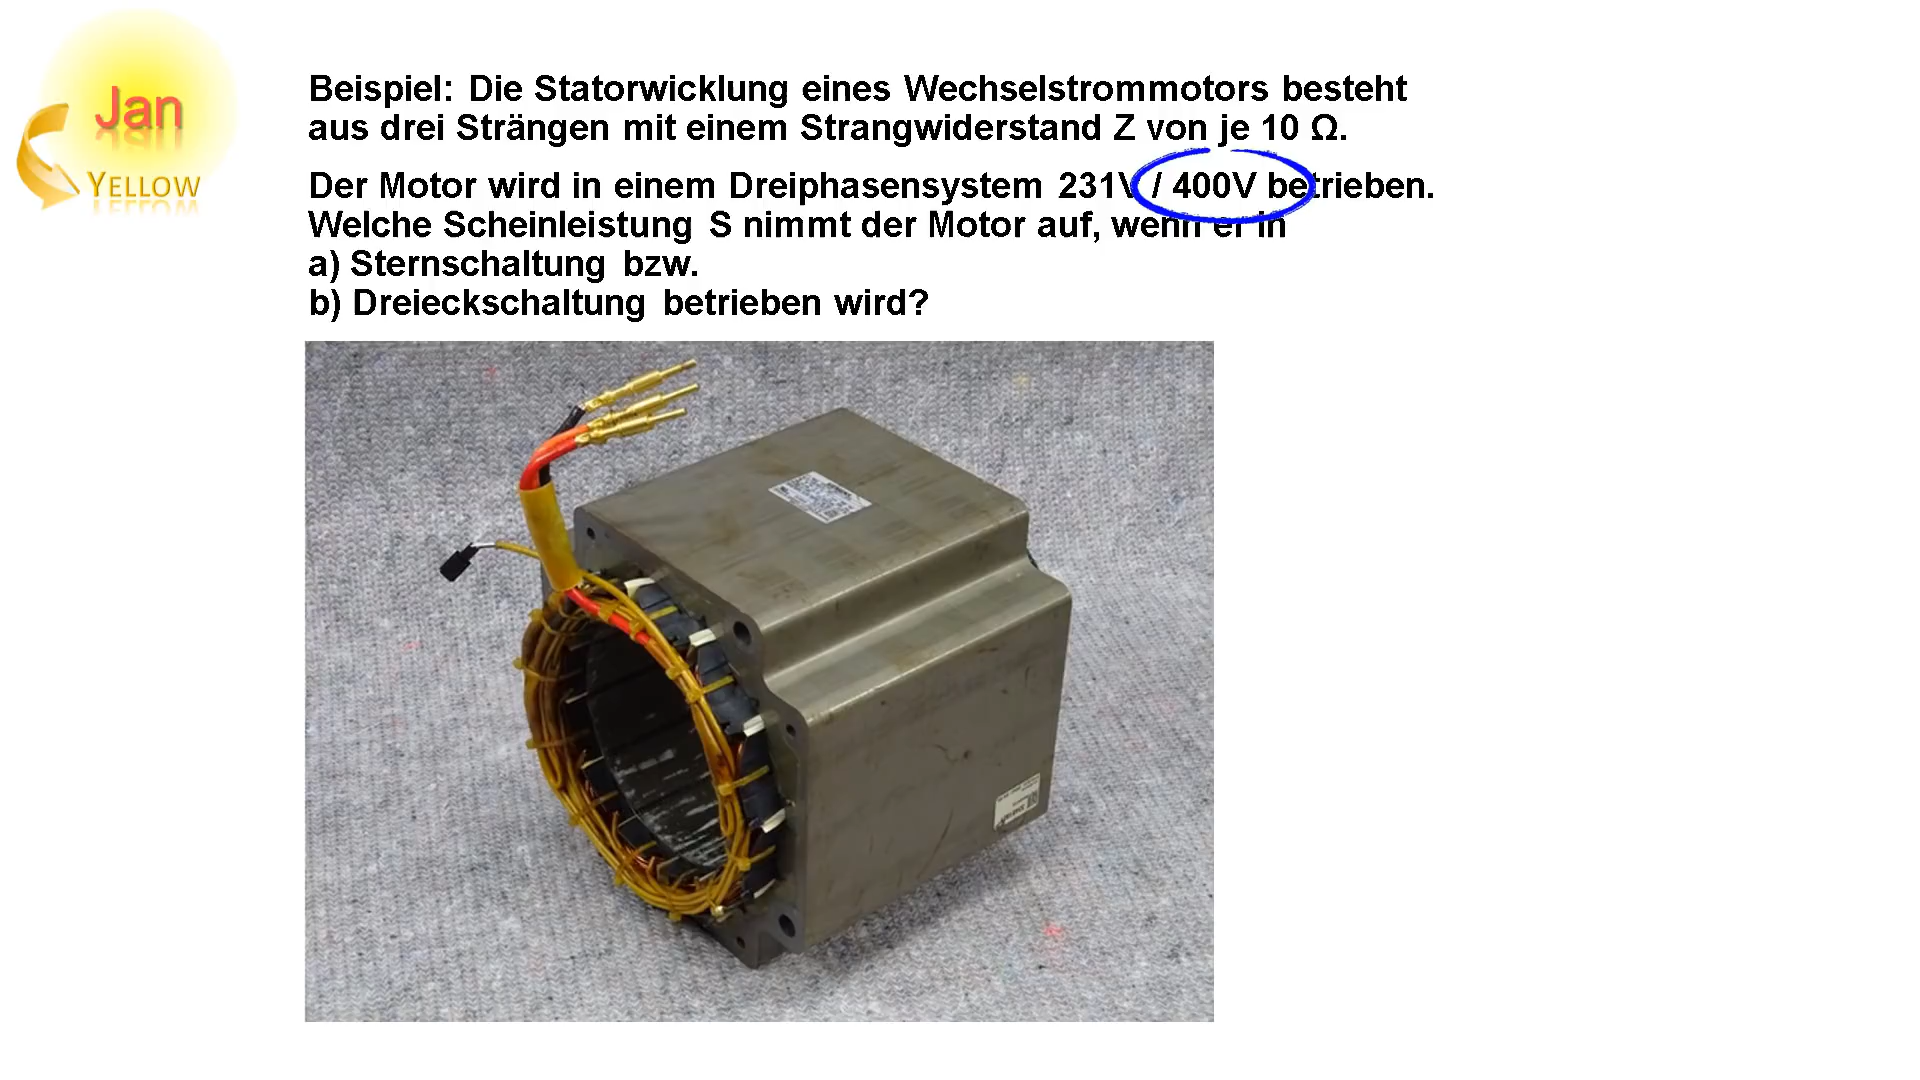 Jan
YELLOW
Beispiel: Die Statorwicklung eines Wechselstrommotors besteht
aus drei Strängen mit einem Strangwiderstand Z von je 10 Ω.
Der Motor wird in einem Dreiphasensystem 231V / 400V betrieben.
Welche Scheinleistung S nimmt der Motor auf, wenn er in
a) Sternschaltung bzw.
b) Dreieckschaltung betrieben wird?